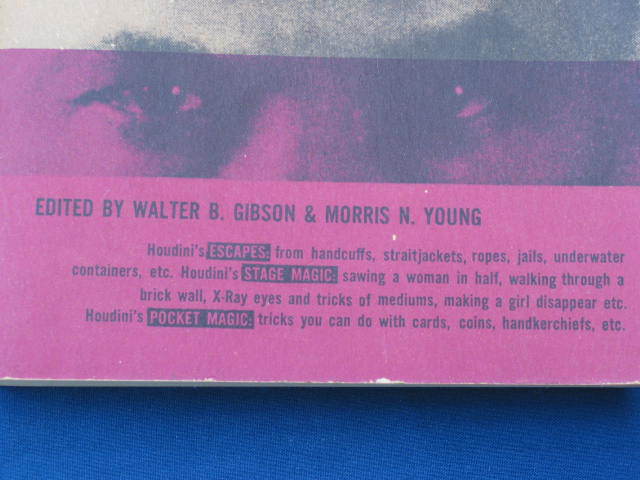 EDITED BY WALTER B. GIBSON & MORRIS N. YOUNG
Houdini's ESCAPES: from handcuffs, straitjackets, ropes, jails, underwater
containers, etc. Houdini's STAGE MAGIC: sawing a woman in half, walking through a
brick wall, X-Ray eyes and tricks of mediums, making a girl disappear etc.
Houdini's POCKET MAGIC: tricks you can do with cards, coins, handkerchiefs, etc.